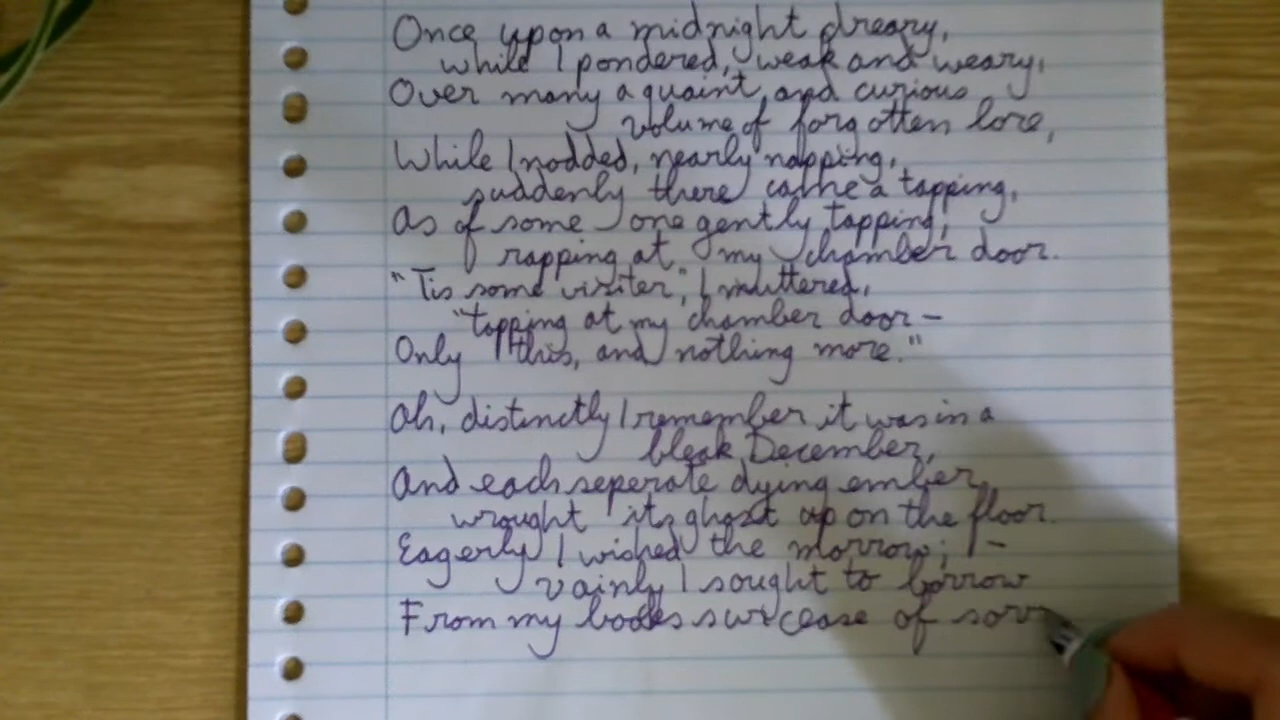 Once upon a midnight dreary,
while I pondered, weak and weary,
Over many a quaint and curious
volume of forgotten lore,
While I nodded, nearly napping,
suddenly there came a tapping,
As of some one gently tapping,
rapping at my chamber door.
"Tis some visiter", I muttered,
"tapping at my chamber door –
Only this, and nothing more."
Ah, distinctly I remember it was in a
bleak December,
And each seperate dying ember
wrought its ghost up on the floor.
Eagerly I wished the morrow; I –
vainly I sought to borrow
From my books surcease of sorr